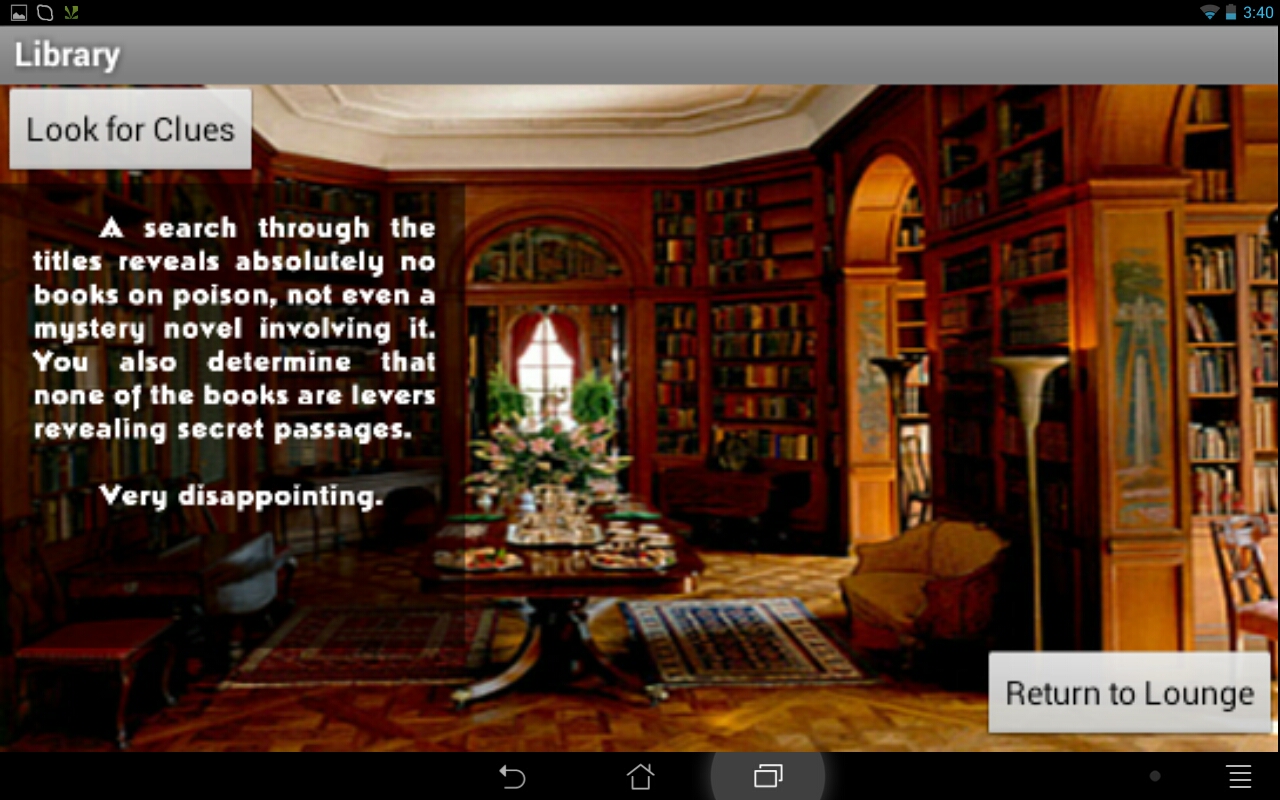 3:40
Library
Look for Clues
A search through the
titles reveals absolutely no
books on poison, not even a
mystery novel involving it.
You also determine that
none of the books are levers
revealing secret passages.
Very disappointing.
Return to Lounge